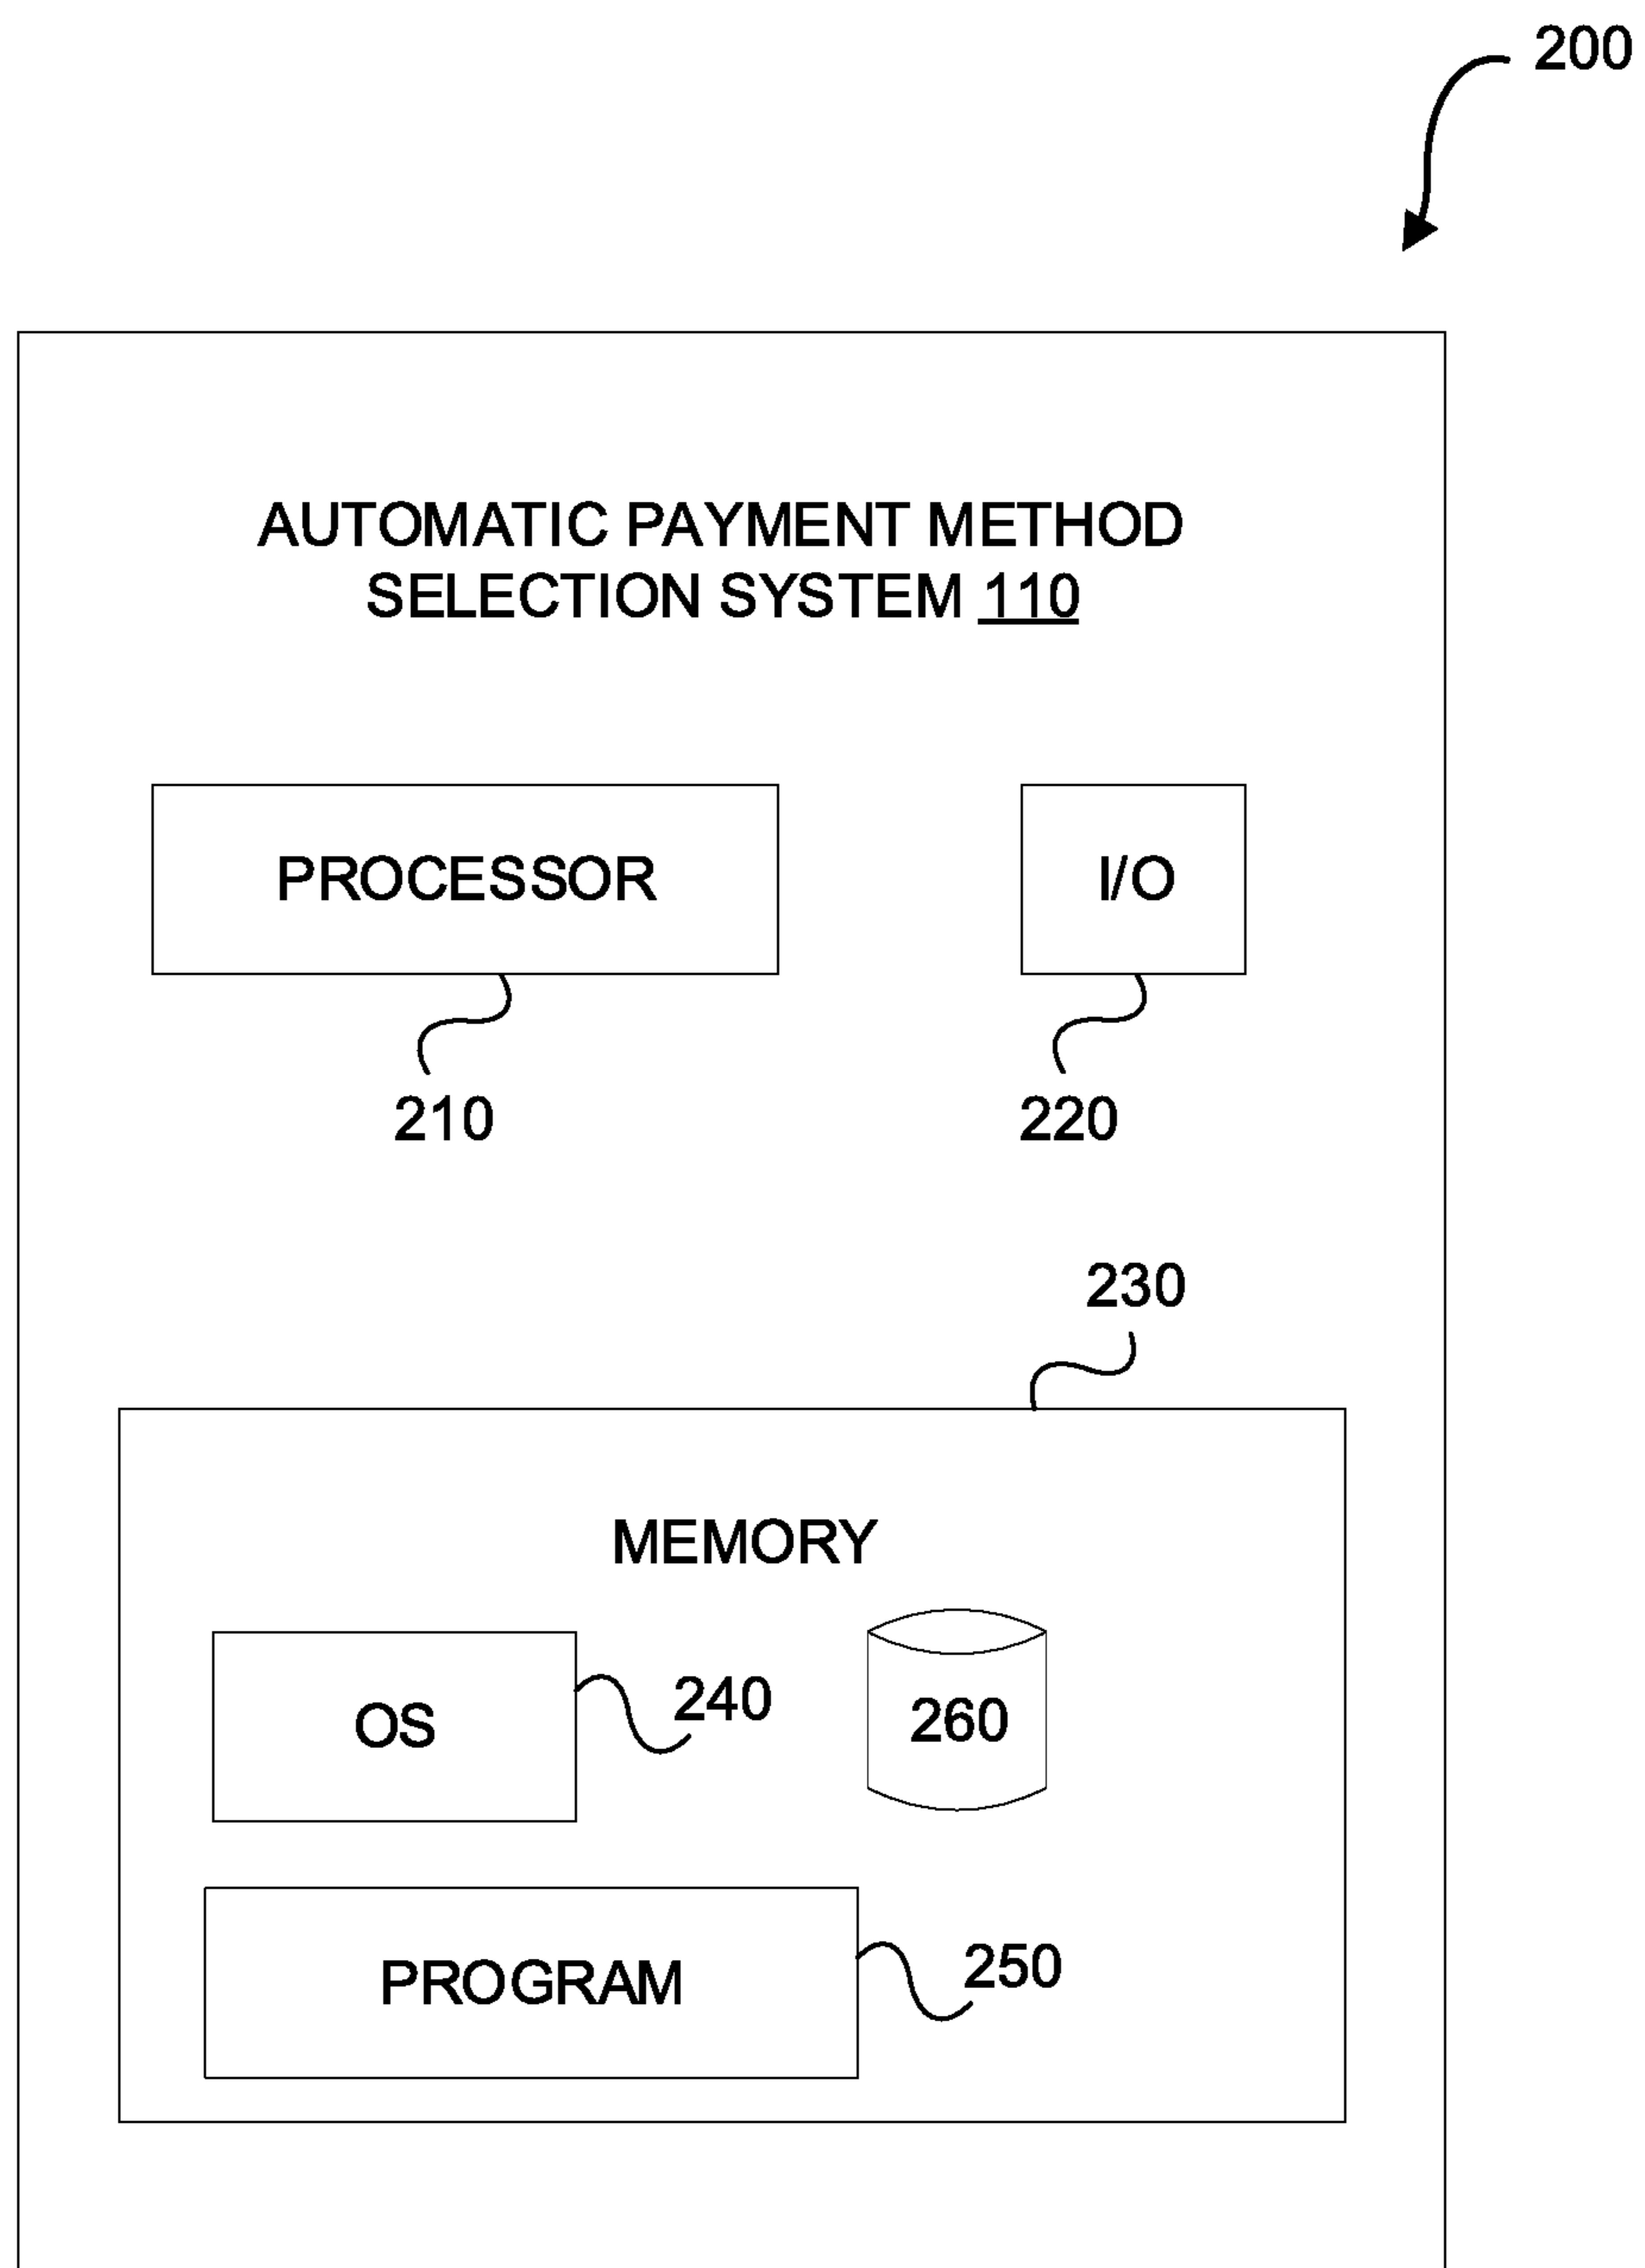 200
AUTOMATIC PAYMENT METHOD
SELECTION SYSTEM 110
PROCESSOR
I/O
210
220
230
MEMORY
OS
240
260
PROGRAM
250